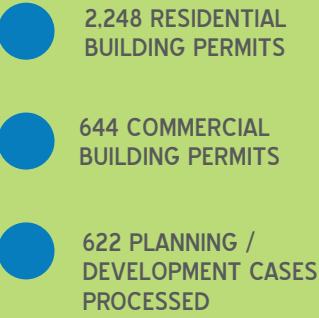 2,248 RESIDENTIAL
BUILDING PERMITS
644 COMMERCIAL
BUILDING PERMITS
622 PLANNING /
DEVELOPMENT CASES
PROCESSED